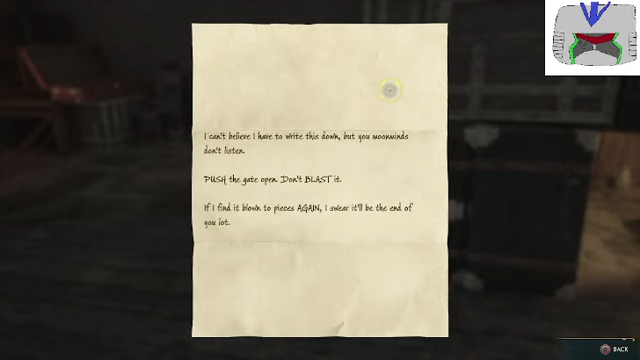 I can't believe I have to write this down, but you moonminds
don't listen.
PUSH the gate open. Don't BLAST it.
If I find it blown to pieces AGAIN, I swear it'll be the end of
you lot.
BACK